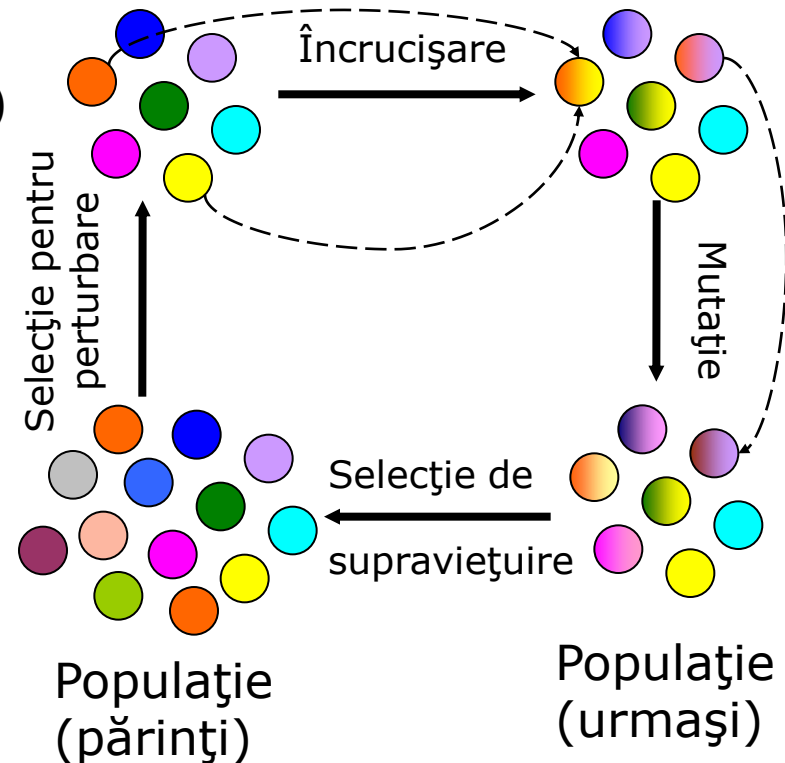 Încrucişare
)
Selecţie pentru
perturbare
Mutaţie
Selecţie de
supravieţuire
Populaţie
(părinţi)
Populaţie
(urmaşi)